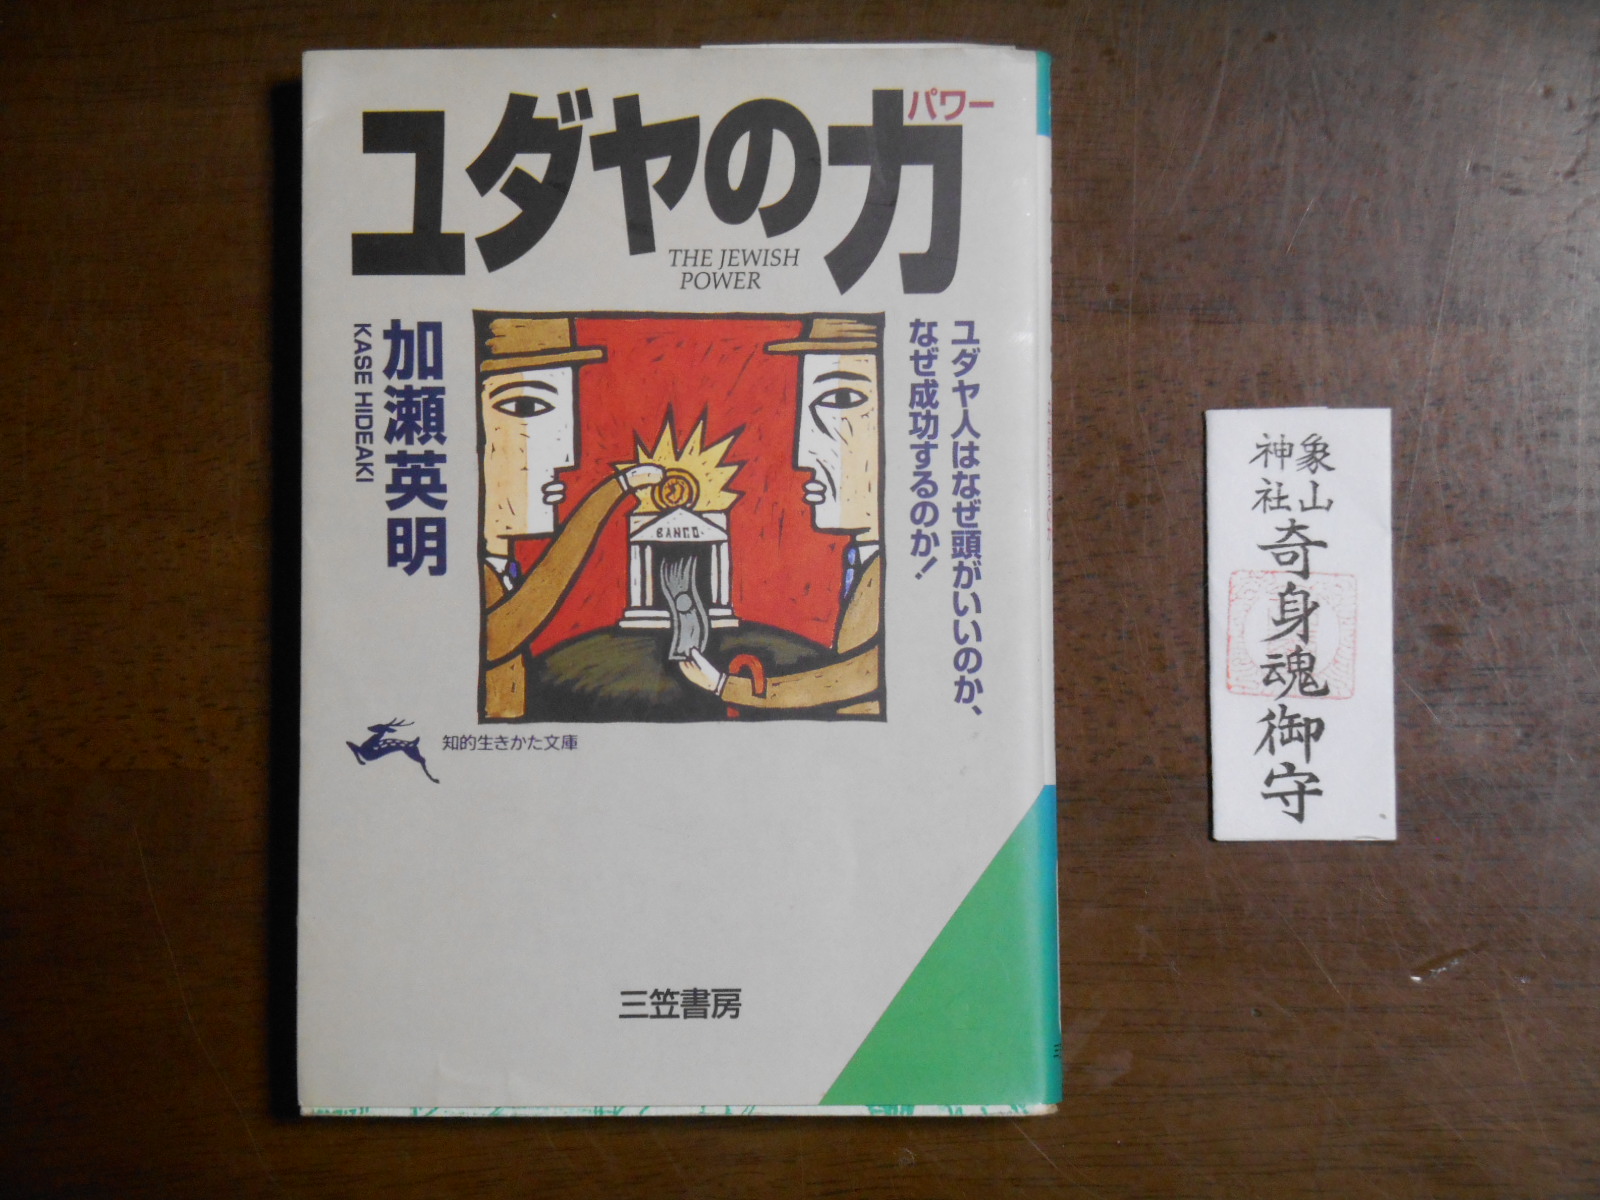 ユダヤの力
パワー
THE JEWISH
POWER
ユダヤ人はなぜ頭がいいのか、
なぜ成功するのか!
加瀬英明
KASE HIDEAKI
BANCO
知的生きかた文庫
三笠書房
象山
神社
奇身魂御守